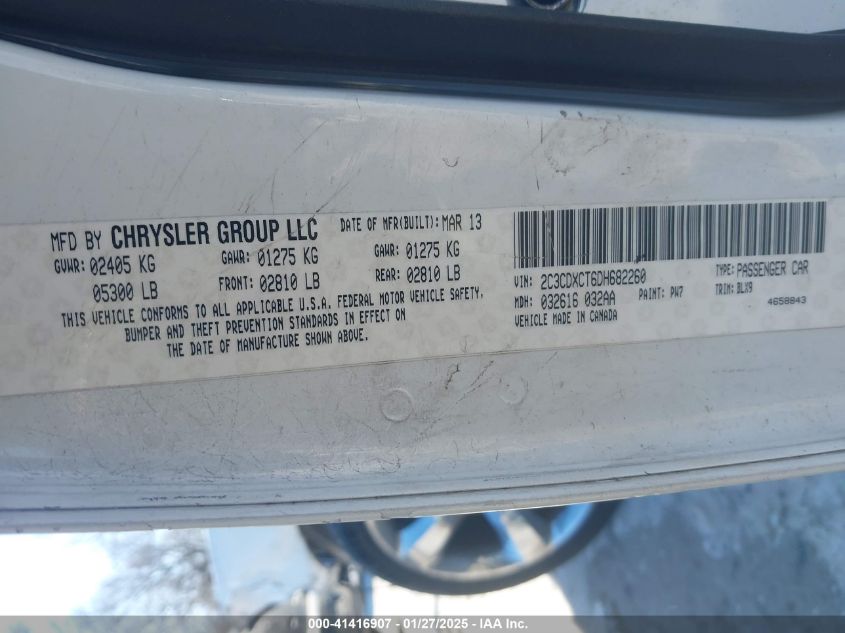 MFD BY CHRYSLER GROUP LLC DATE OF MFR(BUILT): MAR 13
GVWR: 02405 KG GAWR: 01275 KG GAWR: 01275 KG
05300 LB FRONT: 02810 LB REAR: 02810 LB
THIS VEHICLE CONFORMS TO ALL APPLICABLE U.S.A. FEDERAL MOTOR VEHICLE SAFETY,
BUMPER AND THEFT PREVENTION STANDARDS IN EFFECT ON
THE DATE OF MANUFACTURE SHOWN ABOVE.
VIN: 2C3CDXCT6DH682260 TYPE: PASSENGER CAR
MDH: 032616 032AA PAINT: PW7 TRIM: BLX9
VEHICLE MADE IN CANADA 4658843
000-41416907 - 01/27/2025 - IAA Inc.